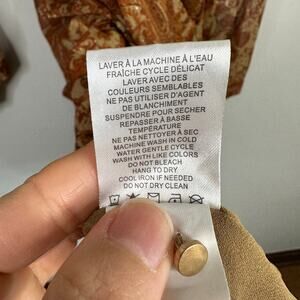 LAVER À LA MACHINE À L'EAU
FRAÎCHE CYCLE DÉLICAT
LAVER AVEC DES
COULEURS SEMBLABLES
NE PAS UTILISER D'AGENT
DE BLANCHIMENT
SUSPENDRE POUR SECHER
REPASSER À BASSE
TEMPÉRATURE
NE PAS NETTOYER À SEC
MACHINE WASH IN COLD
WATER GENTLE CYCLE
WASH WITH LIKE COLORS
DO NOT BLEACH
HANG TO DRY
COOL IRON IF NEEDED
DO NOT DRY CLEAN